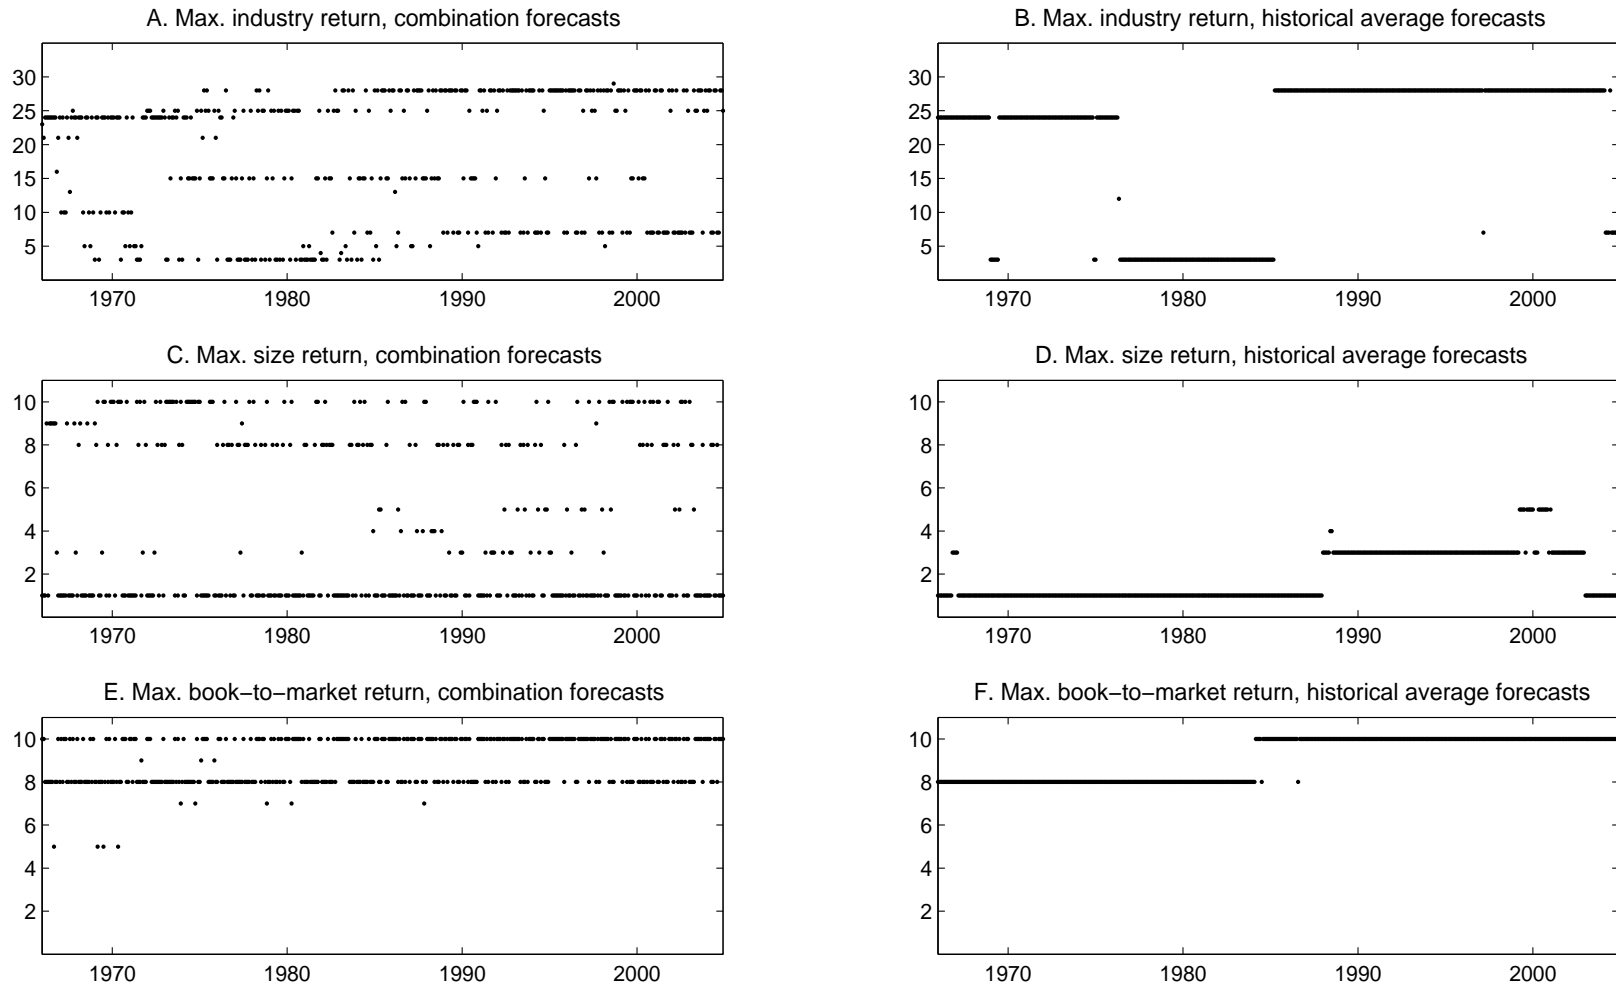 A. Max. industry return, combination forecasts
30
25
20
15
10
5
1970 1980 1990 2000
B. Max. industry return, historical average forecasts
30
25
20
15
10
5
1970 1980 1990 2000
C. Max. size return, combination forecasts
10
8
6
4
2
1970 1980 1990 2000
D. Max. size return, historical average forecasts
10
8
6
4
2
1970 1980 1990 2000
E. Max. book−to−market return, combination forecasts
10
8
6
4
2
1970 1980 1990 2000
F. Max. book−to−market return, historical average forecasts
10
8
6
4
2
1970 1980 1990 2000